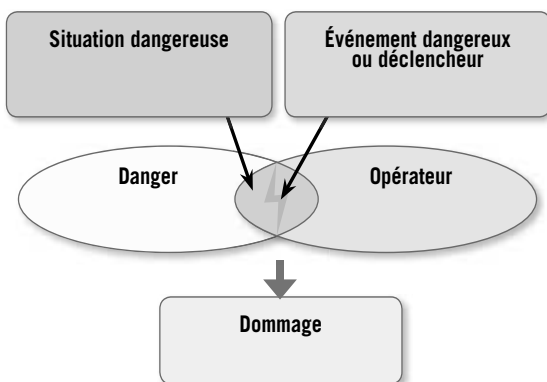 Situation dangereuse
Événement dangereux
ou déclencheur
Danger
Opérateur
Dommage